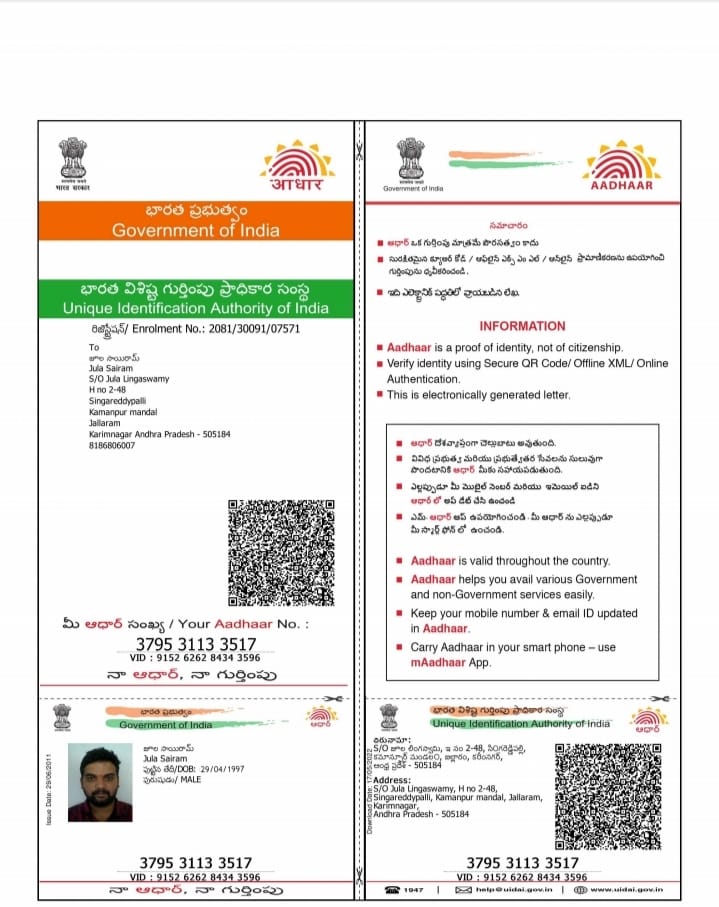 भारत सरकार
आधार
భారత ప్రభుత్వం
Government of India
భారత విశిష్ట గుర్తింపు ప్రాధికార సంస్థ
Unique Identification Authority of India
రిజిస్ట్రేషన్/ Enrolment No.: 2081/30091/07571
To
జూల సాయిరామ్
Jula Sairam
S/O Jula Lingaswamy
H no 2-48
Singareddypalli
Kamanpur mandal
Jallaram
Karimnagar Andhra Pradesh - 505184
8186806007
మీ ఆధార్ సంఖ్య / Your Aadhaar No. :
3795 3113 3517
VID : 9152 6262 8434 3596
నా ఆధార్, నా గుర్తింపు
Government of India
AADHAAR
సమాచారం
ఆధార్ ఒక గుర్తింపు మాత్రమే పౌరసత్వం కాదు
సురక్షితమైన క్యూఆర్ కోడ్ / ఆఫ్‌లైన్ ఎక్స్ ఎం ఎల్ / ఆన్‌లైన్ ప్రామాణికరణను ఉపయోగించి
గుర్తింపును ధృవీకరించండి.
ఇది ఎలెక్ట్రానిక్ పద్ధతిలో వ్రాయబడిన లేఖ.
INFORMATION
Aadhaar is a proof of identity, not of citizenship.
Verify identity using Secure QR Code/ Offline XML/ Online
Authentication.
This is electronically generated letter.
ఆధార్ దేశవ్యాప్తంగా చెల్లుబాటు అవుతుంది.
వివిధ ప్రభుత్వ మరియు ప్రభుత్వేతర సేవలను సులువుగా
పొందటానికి ఆధార్ మీకు సహాయపడుతుంది.
ఎల్లప్పుడూ మీ మొబైల్ నెంబర్ మరియు ఇమెయిల్ ఐడిని
ఆధార్ లో అప్ డేట్ చేసి ఉంచండి
ఎమ్-ఆధార్ అప్ ఉపయోగించండి - మీ ఆధార్ ను ఎల్లప్పుడూ
మీ స్మార్ట్ ఫోన్ లో ఉంచండి.
Aadhaar is valid throughout the country.
Aadhaar helps you avail various Government
and non-Government services easily.
Keep your mobile number & email ID updated
in Aadhaar.
Carry Aadhaar in your smart phone – use
mAadhaar App.
భారత ప్రభుత్వం
Government of India
ఆధార్
Issue Date: 29/06/2011
జూల సాయిరామ్
Jula Sairam
పుట్టిన తేదీ/DOB: 29/04/1997
పురుషుడు/ MALE
3795 3113 3517
VID : 9152 6262 8434 3596
నా ఆధార్, నా గుర్తింపు
భారత విశిష్ట గుర్తింపు ప్రాధికార సంస్థ
Unique Identification Authority of India
ఆధార్
చిరునామా:
S/O జూల లింగస్వామి, హ నం 2-48, సింగరెడ్డిపల్లి,
కమాన్పూర్ మండలం, జల్లారం, కరీంనగర్,
ఆంధ్ర ప్రదేశ్ - 505184
Address:
S/O Jula Lingaswamy, H no 2-48,
Singareddypalli, Kamanpur mandal, Jallaram,
Karimnagar,
Andhra Pradesh - 505184
3795 3113 3517
VID : 9152 6262 8434 3596
1947 | help@uidai.gov.in | www.uidai.gov.in